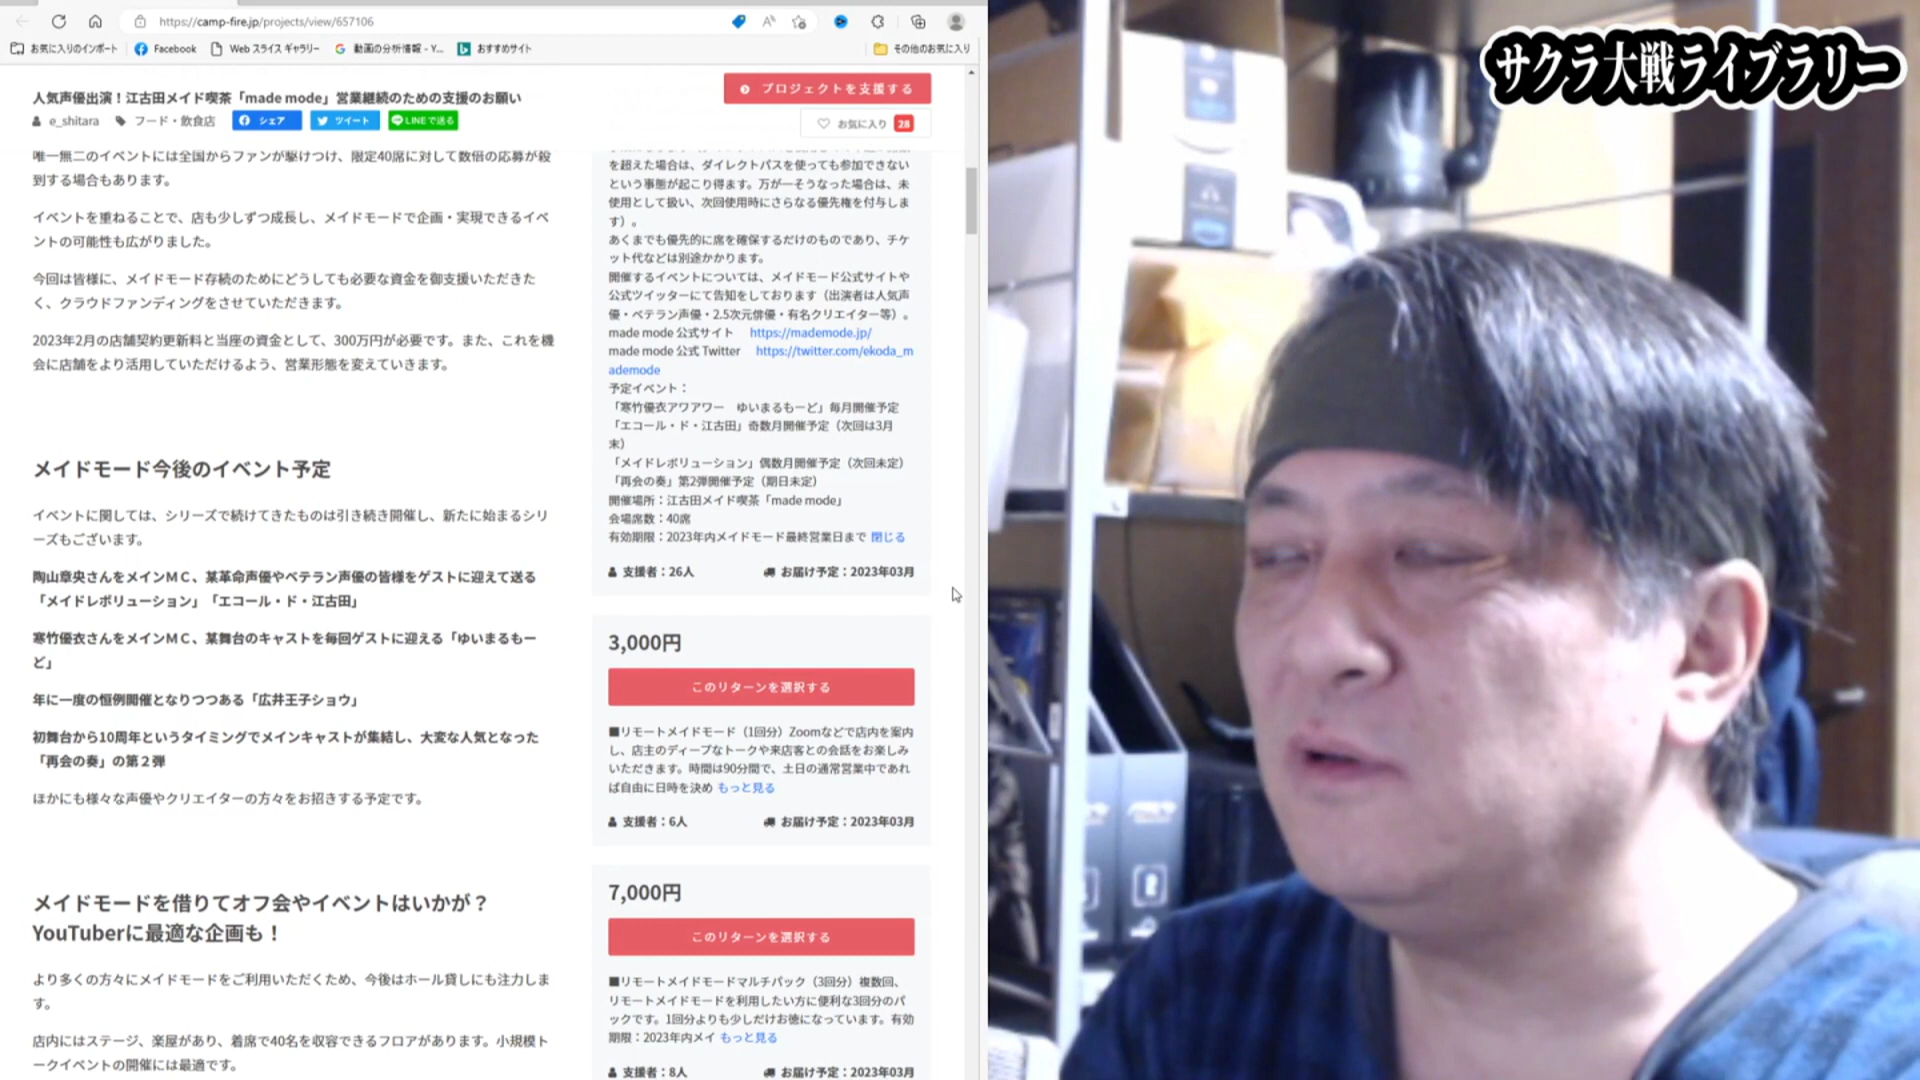 https://camp-fire.jp/projects/view/657106
お気に入りのインポート
Facebook
Web スライス ギャラリー
動画の分析情報 - Y...
おすすめサイト
その他のお気に入り
人気声優出演！江古田メイド喫茶「made mode」営業継続のための支援のお願い
e_shitara フード・飲食店 シェア ツイート LINEで送る
プロジェクトを支援する
お気に入り 28
唯一無二のイベントには全国からファンが駆けつけ、限定40席に対して数倍の応募が殺
到する場合もあります。
イベントを重ねることで、店も少しずつ成長し、メイドモードで企画・実現できるイベ
ントの可能性も広がりました。
今回は皆様に、メイドモード存続のためにどうしても必要な資金を御支援いただきた
く、クラウドファンディングをさせていただきます。
2023年2月の店舗契約更新料と当座の資金として、300万円が必要です。また、これを機
会に店舗をより活用していただけるよう、営業形態を変えていきます。
メイドモード今後のイベント予定
イベントに関しては、シリーズで続けてきたものは引き続き開催し、新たに始まるシリ
ーズもございます。
陶山章央さんをメインＭＣ、某革命声優やベテラン声優の皆様をゲストに迎えて送る
「メイドレボリューション」「エコール・ド・江古田」
寒竹優衣さんをメインＭＣ、某舞台のキャストを毎回ゲストに迎える「ゆいまるもー
ど」
年に一度の恒例開催となりつつある「広井王子ショウ」
初舞台から10周年というタイミングでメインキャストが集結し、大変な人気となった
「再会の奏」の第２弾
ほかにも様々な声優やクリエイターの方々をお招きする予定です。
メイドモードを借りてオフ会やイベントはいかが？
YouTuberに最適な企画も！
より多くの方々にメイドモードをご利用いただくため、今後はホール貸しにも注力しま
す。
店内にはステージ、楽屋があり、着席で40名を収容できるフロアがあります。小規模ト
ークイベントの開催には最適です。
を超えた場合は、ダイレクトパスを使っても参加できない
という事態が起こり得ます。万が一そうなった場合は、未
使用として扱い、次回使用時にさらなる優先権を付与しま
す）。
あくまでも優先的に席を確保するだけのものであり、チケ
ット代などは別途かかります。
開催するイベントについては、メイドモード公式サイトや
公式ツイッターにて告知をしております（出演者は人気声
優・ベテラン声優・2.5次元俳優・有名クリエイター等）。
made mode 公式サイト https://mademode.jp/
made mode 公式 Twitter https://twitter.com/ekoda_m
ademode
予定イベント：
「寒竹優衣アワアワー ゆいまるもーど」毎月開催予定
「エコール・ド・江古田」奇数月開催予定（次回は3月
末）
「メイドレボリューション」偶数月開催予定（次回未定）
「再会の奏」第2弾開催予定（期日未定）
開催場所：江古田メイド喫茶「made mode」
会場席数：40席
有効期限：2023年内メイドモード最終営業日まで 閉じる
支援者：26人 お届け予定：2023年03月
3,000円
このリターンを選択する
■リモートメイドモード（1回分）Zoomなどで店内を案内
し、店主のディープなトークや来店客との会話をお楽しみ
いただきます。時間は90分間で、土日の通常営業中であれ
ば自由に日時を決め もっと見る
支援者：6人 お届け予定：2023年03月
7,000円
このリターンを選択する
■リモートメイドモードマルチパック（3回分）複数回、
リモートメイドモードを利用したい方に便利な3回分のパ
ックです。1回分よりも少しだけお徳になっています。有効
期限：2023年内メイ もっと見る
支援者：8人 お届け予定：2023年03月
サクラ大戦ライブラリー